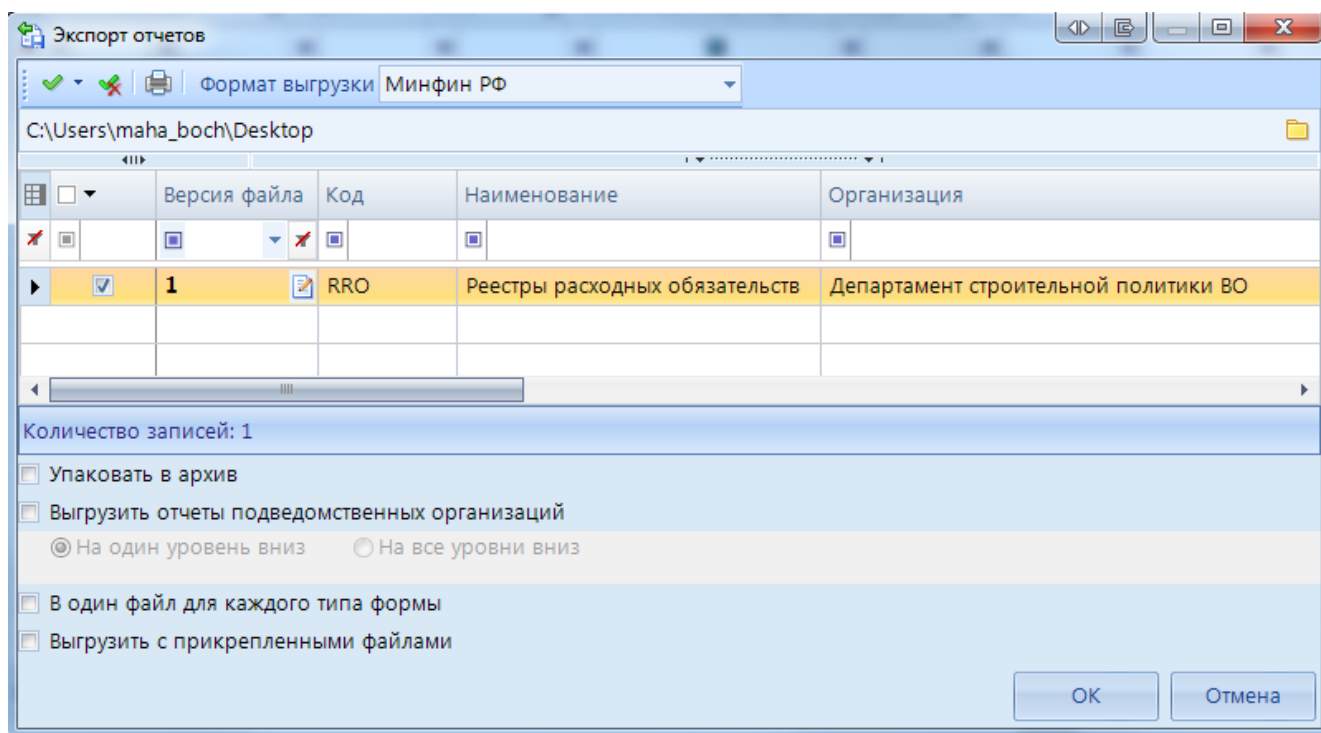 Экспорт отчетов
Формат выгрузки Минфин РФ
C:\Users\maha_boch\Desktop
Версия файла Код Наименование Организация
1 RRO Реестры расходных обязательств Департамент строительной политики ВО
Количество записей: 1
Упаковать в архив
Выгрузить отчеты подведомственных организаций
На один уровень вниз На все уровни вниз
В один файл для каждого типа формы
Выгрузить с прикрепленными файлами
ОК Отмена